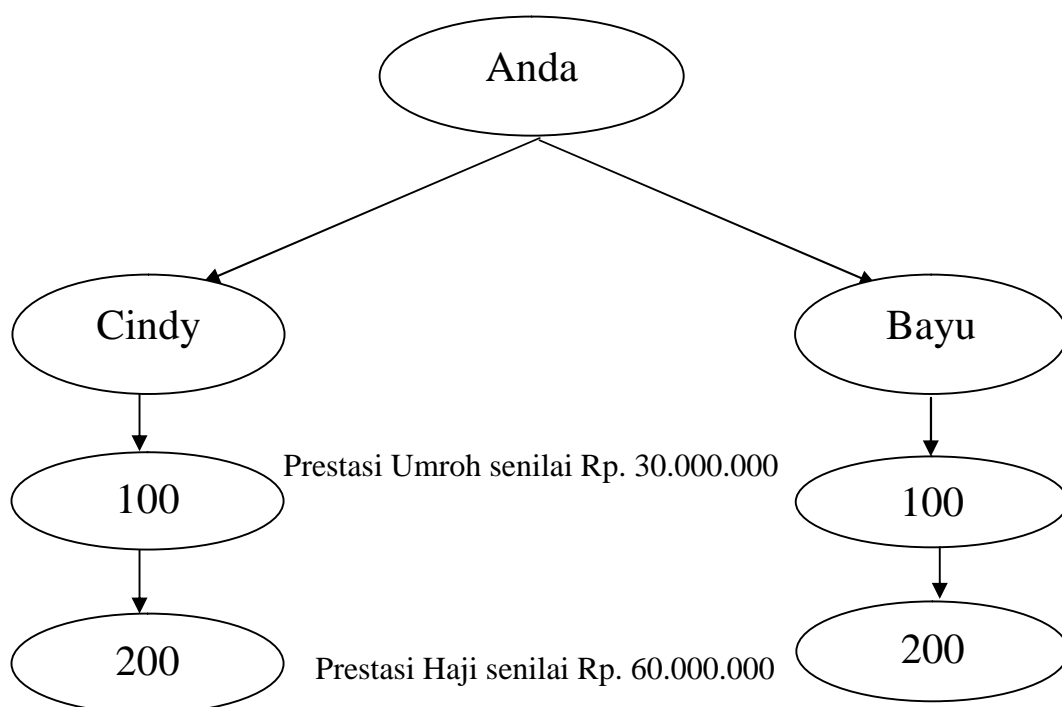 Anda
Cindy
Bayu
Prestasi Umroh senilai Rp. 30.000.000
100
100
200
Prestasi Haji senilai Rp. 60.000.000
200